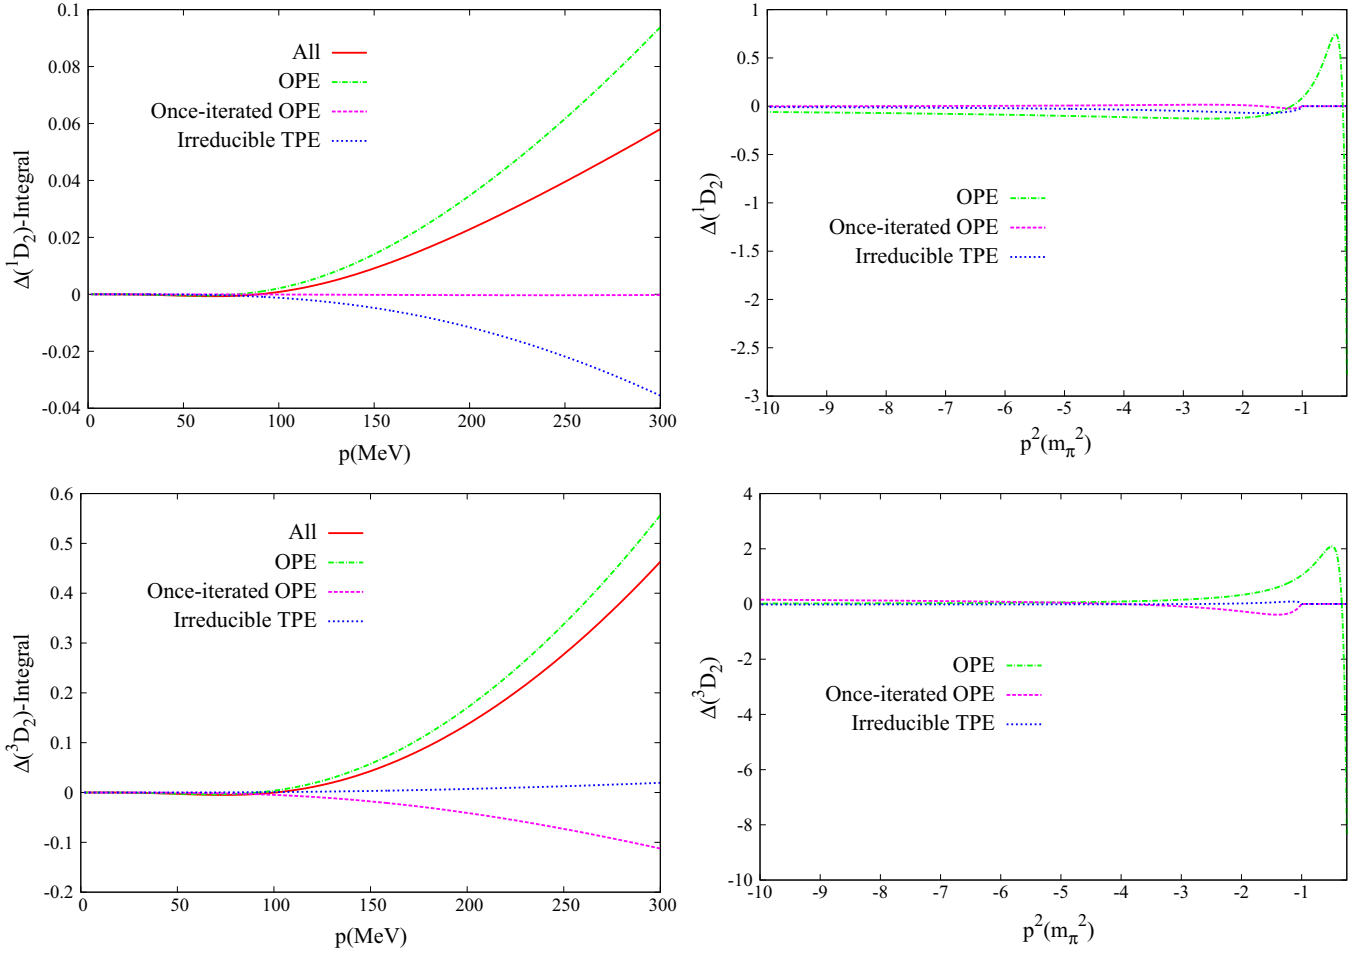 0.1
0.08
0.06
0.04
0.02
0
-0.02
-0.04
Δ(¹D₂)-Integral
All
OPE
Once-iterated OPE
Irreducible TPE
0 50 100 150 200 250 300
p(MeV)
1
0.5
0
-0.5
-1
-1.5
-2
-2.5
-3
Δ(¹D₂)
OPE
Once-iterated OPE
Irreducible TPE
-10 -9 -8 -7 -6 -5 -4 -3 -2 -1
p²(m_π²)
0.6
0.5
0.4
0.3
0.2
0.1
0
-0.1
-0.2
Δ(³D₂)-Integral
All
OPE
Once-iterated OPE
Irreducible TPE
0 50 100 150 200 250 300
p(MeV)
4
2
0
-2
-4
-6
-8
-10
Δ(³D₂)
OPE
Once-iterated OPE
Irreducible TPE
-10 -9 -8 -7 -6 -5 -4 -3 -2 -1
p²(m_π²)